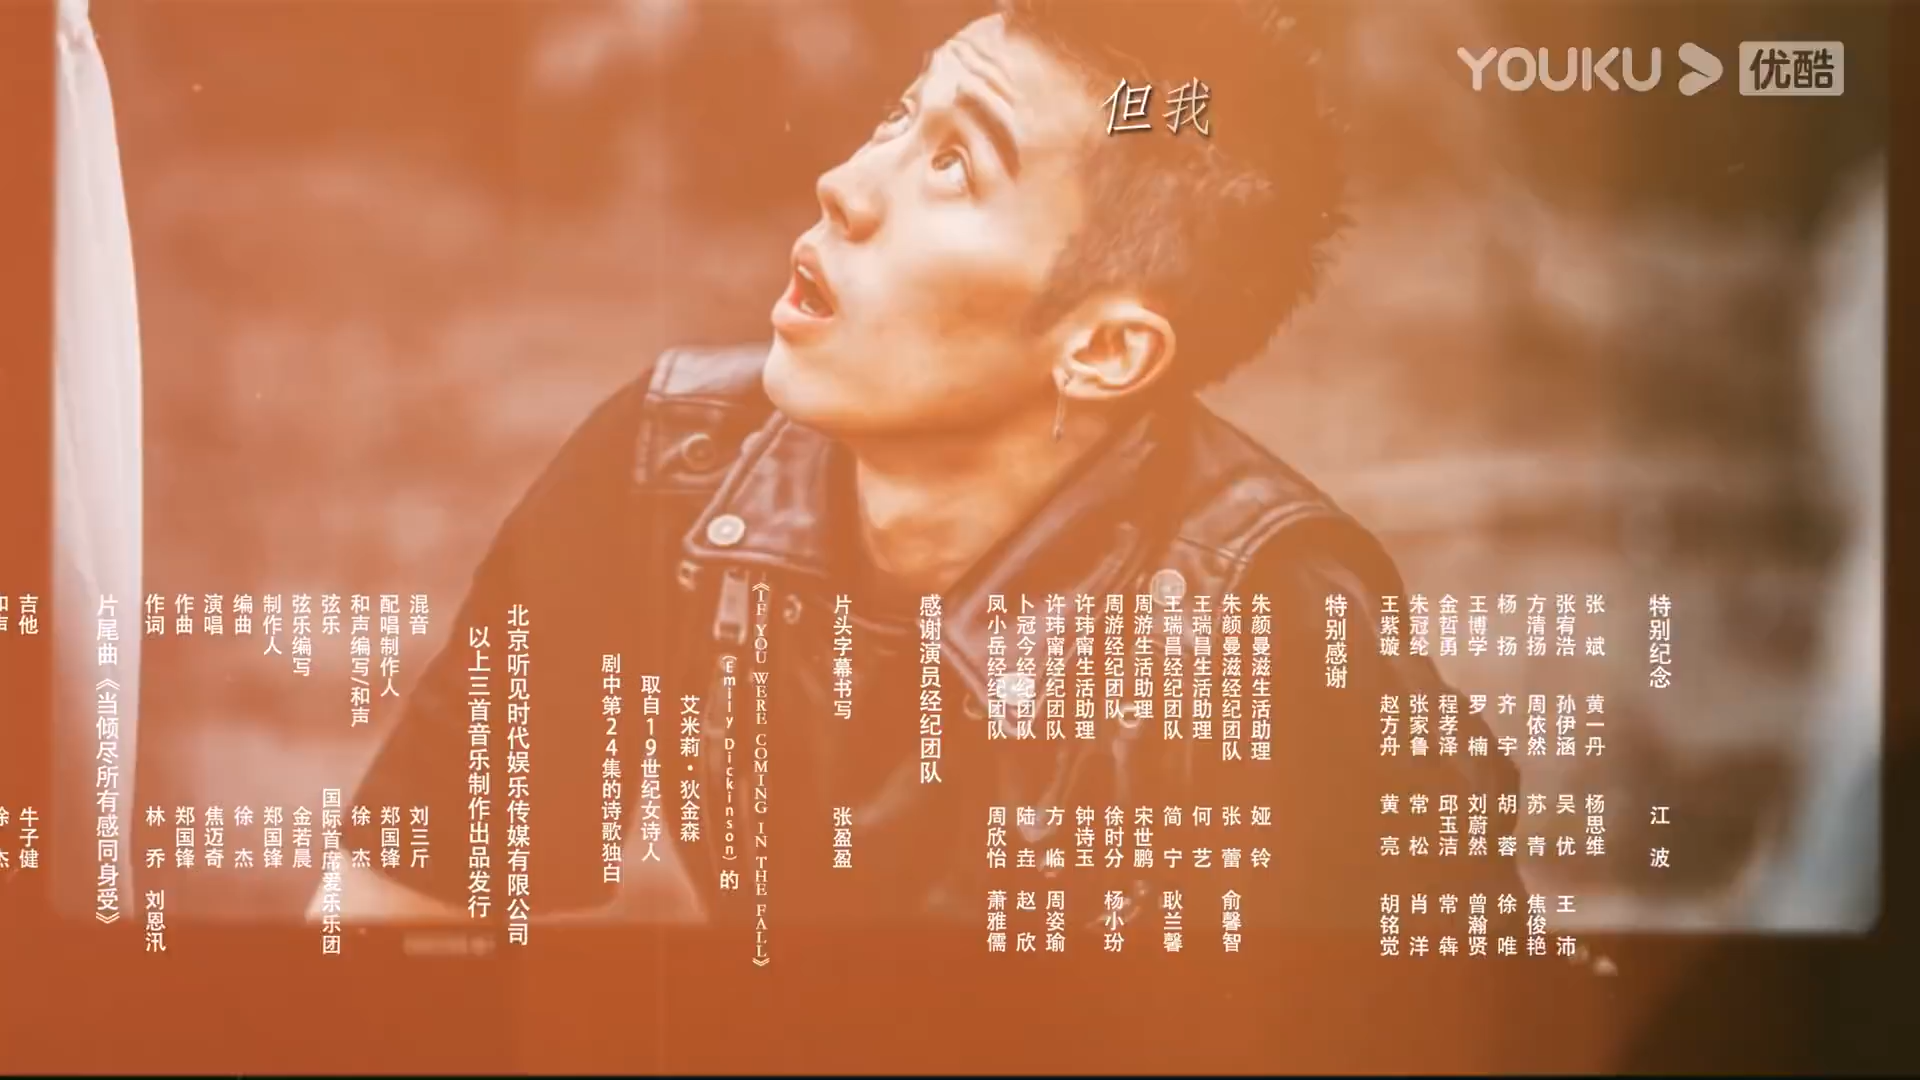 YOUKU 优酷
但我
吉他 牛子健
片尾曲《当倾尽所有感同身受》
作词 林乔 刘恩汛
作曲 郑国锋
演唱 焦迈奇
编曲 徐杰
制作人 郑国锋
弦乐编写 金若晨
弦乐 国际首席爱乐乐团
和声编写/和声 徐杰
配唱制作人 郑国锋
混音 刘三斤
以上三首音乐制作出品发行
北京听见时代娱乐传媒有限公司
剧中第24集的诗歌独白
取自19世纪女诗人
艾米莉·狄金森
(Emily Dickinson)的
《IF YOU WERE COMING IN THE FALL》
片头字幕书写 张盈盈
感谢演员经纪团队
凤小岳经纪团队 周欣怡 萧雅儒
卜冠今经纪团队 陆垚 赵欣
许玮甯经纪团队 方临 周姿瑜
许玮甯生活助理 钟诗玉
周游经纪团队 徐时分 杨小玢
周游生活助理 宋世鹏
王瑞昌经纪团队 简宁 耿兰馨
王瑞昌生活助理 何艺
朱颜曼滋经纪团队 张蕾 俞馨智
朱颜曼滋生活助理 娅铃
特别感谢
王紫璇 赵方舟 黄亮 胡铭觉
朱冠纶 张家鲁 常松 肖洋
金哲勇 程孝泽 邱玉洁 常犇
王博学 罗楠 刘蔚然 曾瀚贤
杨扬 齐宇 胡蓉 徐唯
方清扬 周依然 苏青 焦俊艳
张宥浩 孙伊涵 吴优 王沛
张斌 黄一丹 杨思维
特别纪念 江波